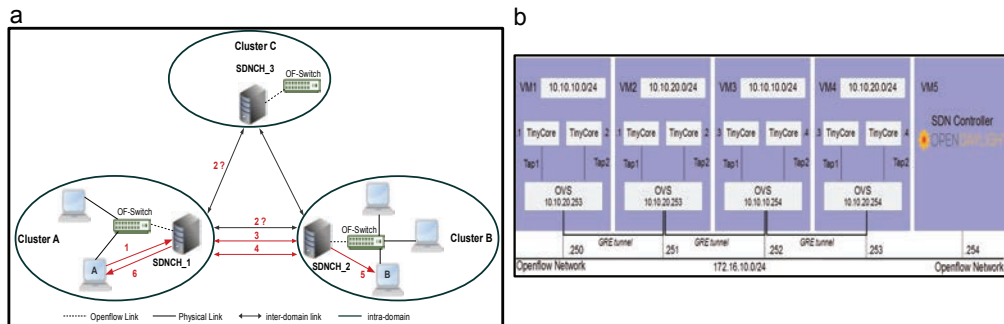 a
Cluster C
SDNCH_3
OF-Switch
2 ?
Cluster A
OF-Switch
1
6
A
SDNCH_1
2 ?
3
4
SDNCH_2
OF-Switch
5
B
Cluster B
Openflow Link
Physical Link
inter-domain link
intra-domain
b
VM1
10.10.10.0/24
VM2
10.10.20.0/24
VM3
10.10.10.0/24
VM4
10.10.20.0/24
VM5
SDN Controller
OPENDAYLIGHT
.1
TinyCore
TinyCore
.2
.1
TinyCore
TinyCore
.2
.3
TinyCore
TinyCore
.4
.3
TinyCore
TinyCore
.4
Tap1
Tap2
Tap1
Tap2
Tap1
Tap2
Tap1
Tap2
OVS
10.10.20.253
OVS
10.10.20.253
OVS
10.10.10.254
OVS
10.10.20.254
.250
GRE tunnel
.251
GRE tunnel
.252
GRE tunnel
.253
.254
Openflow Network
172.16.10.0/24
Openflow Network